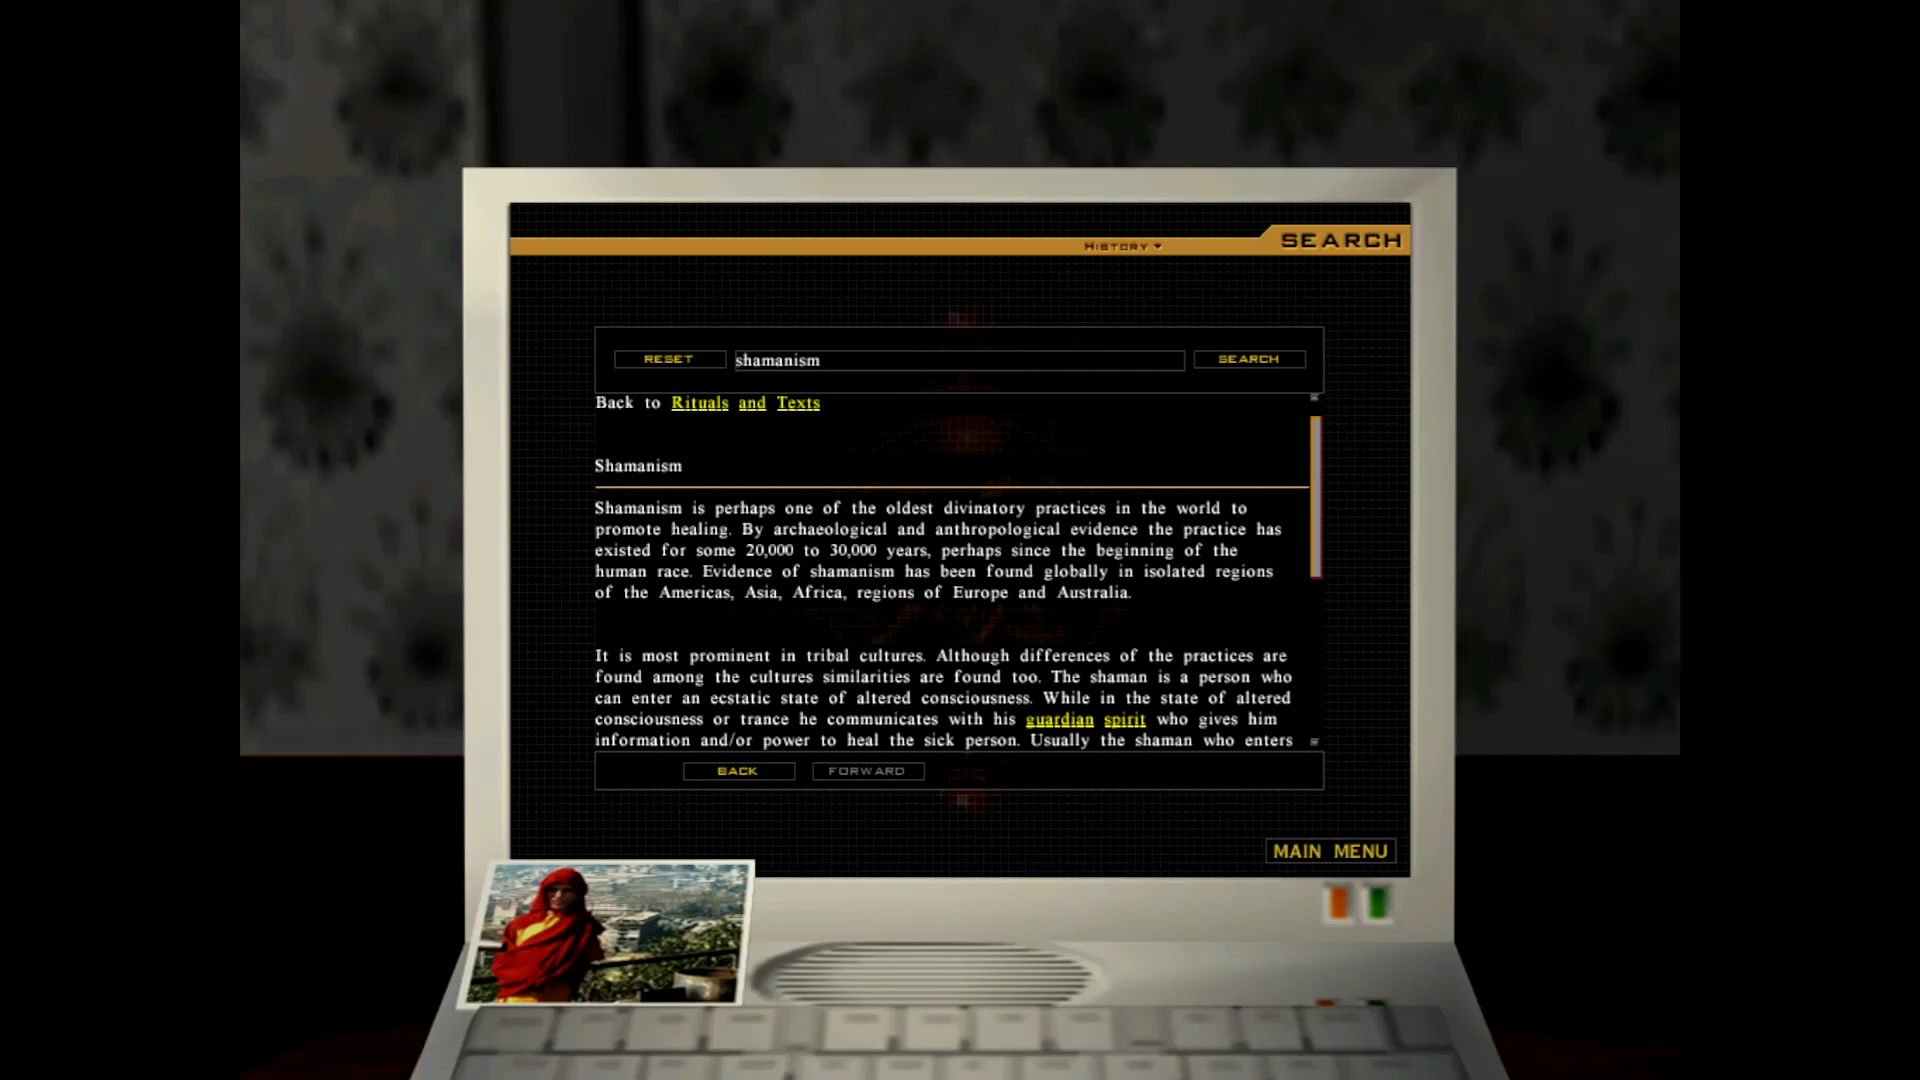 HISTORY
SEARCH
RESET
shamanism
SEARCH
Back to Rituals and Texts
Shamanism
Shamanism is perhaps one of the oldest divinatory practices in the world to
promote healing. By archaeological and anthropological evidence the practice has
existed for some 20,000 to 30,000 years, perhaps since the beginning of the
human race. Evidence of shamanism has been found globally in isolated regions
of the Americas, Asia, Africa, regions of Europe and Australia.
It is most prominent in tribal cultures. Although differences of the practices are
found among the cultures similarities are found too. The shaman is a person who
can enter an ecstatic state of altered consciousness. While in the state of altered
consciousness or trance he communicates with his guardian spirit who gives him
information and/or power to heal the sick person. Usually the shaman who enters
BACK
FORWARD
MAIN MENU